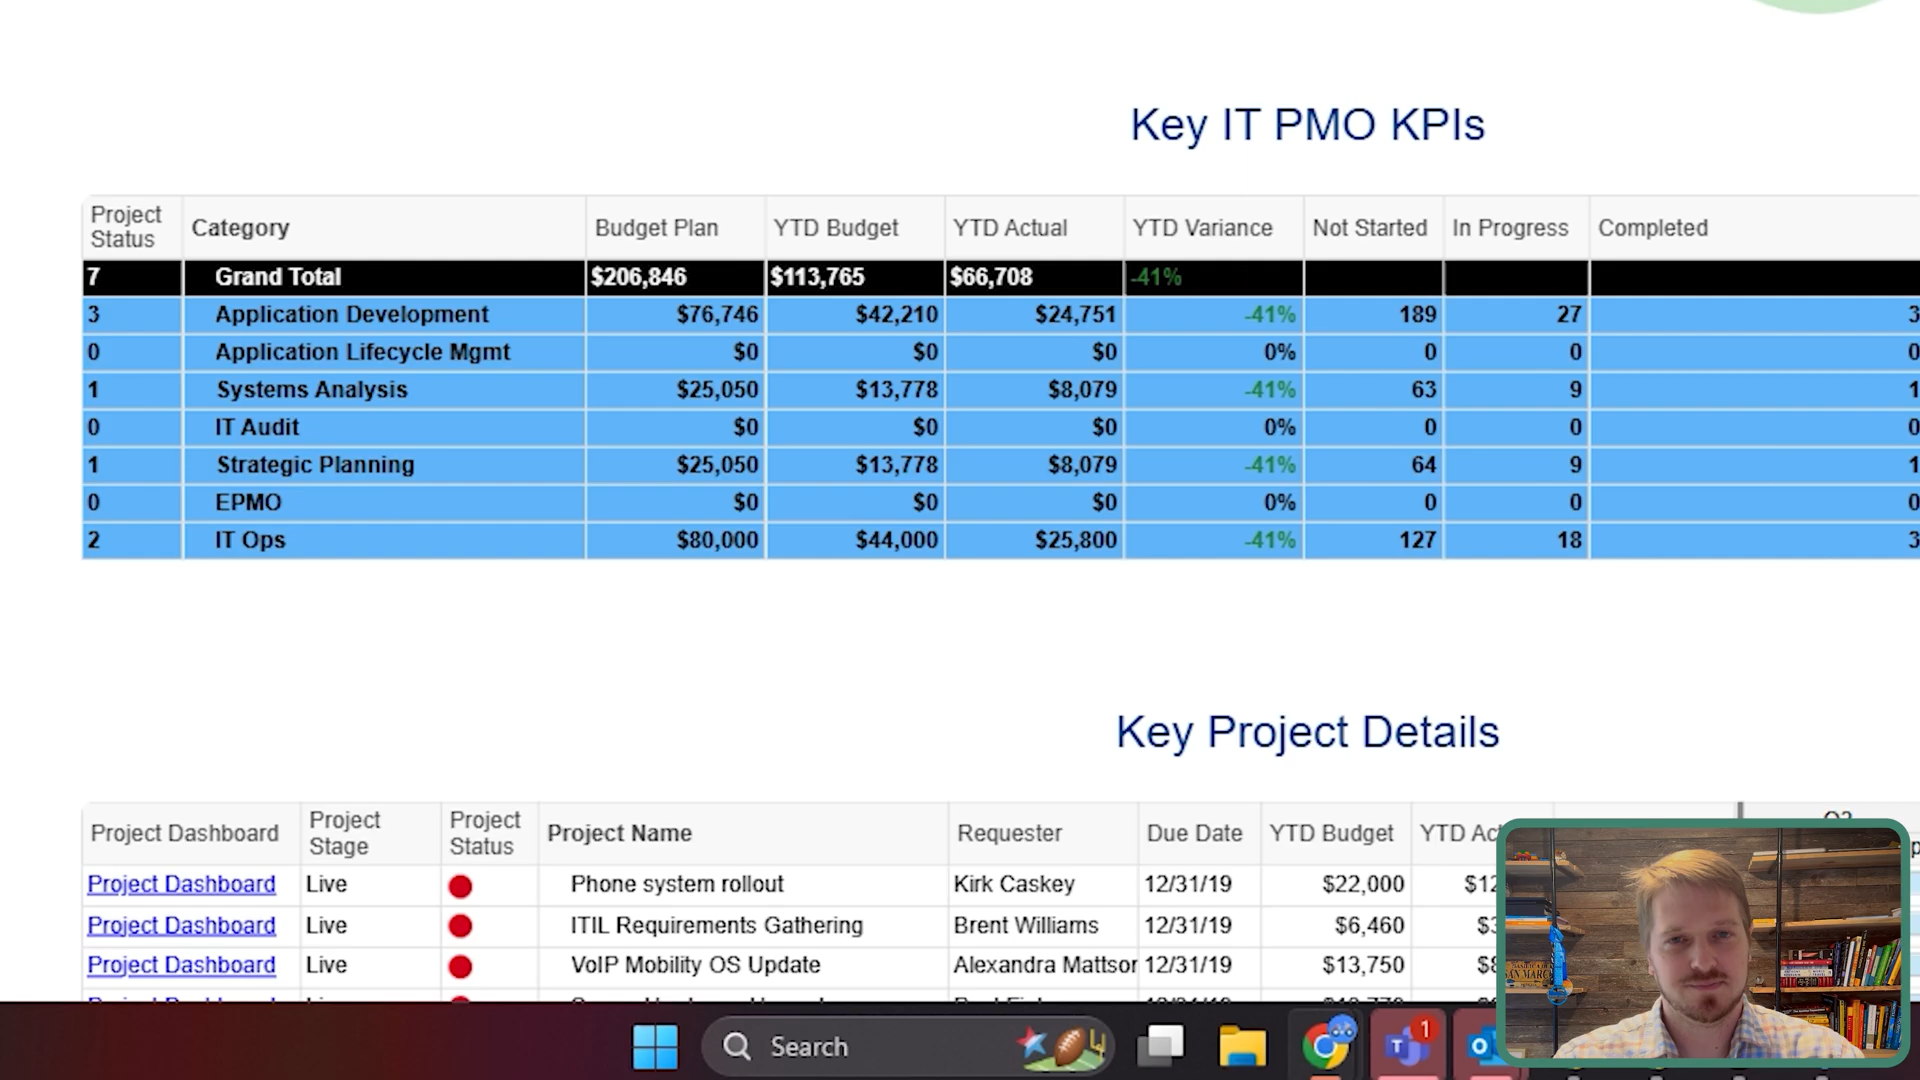 Key IT PMO KPIs
Project Status Category Budget Plan YTD Budget YTD Actual YTD Variance Not Started In Progress Completed
7 Grand Total $206,846 $113,765 $66,708 -41%
3 Application Development $76,746 $42,210 $24,751 -41% 189 27 3
0 Application Lifecycle Mgmt $0 $0 $0 0% 0 0 0
1 Systems Analysis $25,050 $13,778 $8,079 -41% 63 9 1
0 IT Audit $0 $0 $0 0% 0 0 0
1 Strategic Planning $25,050 $13,778 $8,079 -41% 64 9 1
0 EPMO $0 $0 $0 0% 0 0 0
2 IT Ops $80,000 $44,000 $25,800 -41% 127 18 3
Key Project Details
Project Dashboard Project Stage Project Status Project Name Requester Due Date YTD Budget YTD
Project Dashboard Live Phone system rollout Kirk Caskey 12/31/19 $22,000
Project Dashboard Live ITIL Requirements Gathering Brent Williams 12/31/19 $6,460
Project Dashboard Live VoIP Mobility OS Update Alexandra 12/31/19 $13,750
Search
1